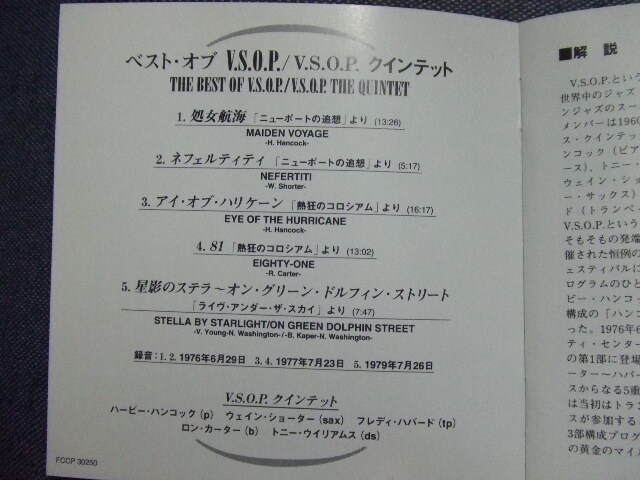 ベスト・オブ V.S.O.P./V.S.O.P. クインテット
THE BEST OF V.S.O.P./V.S.O.P. THE QUINTET
1. 処女航海「ニューポートの追想」より (13:26)
MAIDEN VOYAGE
-H. Hancock-
2. ネフェルティティ「ニューポートの追想」より (5:17)
NEFERTITI
-W. Shorter-
3. アイ・オブ・ハリケーン「熱狂のコロシアム」より (16:17)
EYE OF THE HURRICANE
-H. Hancock-
4. 81「熱狂のコロシアム」より (13:02)
EIGHTY-ONE
-R. Carter-
5. 星影のステラ〜オン・グリーン・ドルフィン・ストリート
「ライヴ・アンダー・ザ・スカイ」より (7:47)
STELLA BY STARLIGHT/ON GREEN DOLPHIN STREET
-V. Young-N. Washington-/-B. Kaper-N. Washington-
録音：1. 2. 1976年6月29日 3. 4. 1977年7月23日 5. 1979年7月26日
V.S.O.P. クインテット
ハービー・ハンコック (p) ウェイン・ショーター (sax) フレディ・ハバード (tp)
ロン・カーター (b) トニー・ウイリアムス (ds)
FCCP 30250
■解説
V.S.O.P.とい
世界中のジャズ
ンジャズのスー
メンバーは1960
ス・クインテッ
ンコック (ピア
ース)、トニー・
ウェイン・ショ
ー・サックス)
ド (トランペ
V.S.O.P.という
そもそもの発端
催された恒例の
ェスティバルに
ログラムのひと
ビー・ハンコッ
構成の「ハンコ
った。1976年6
ティ・センター
の第1部に登場
ーター〜ハバー
スからなる5重
は当初はトラン
スが参加する
3部構成プログ
の黄金のマイル